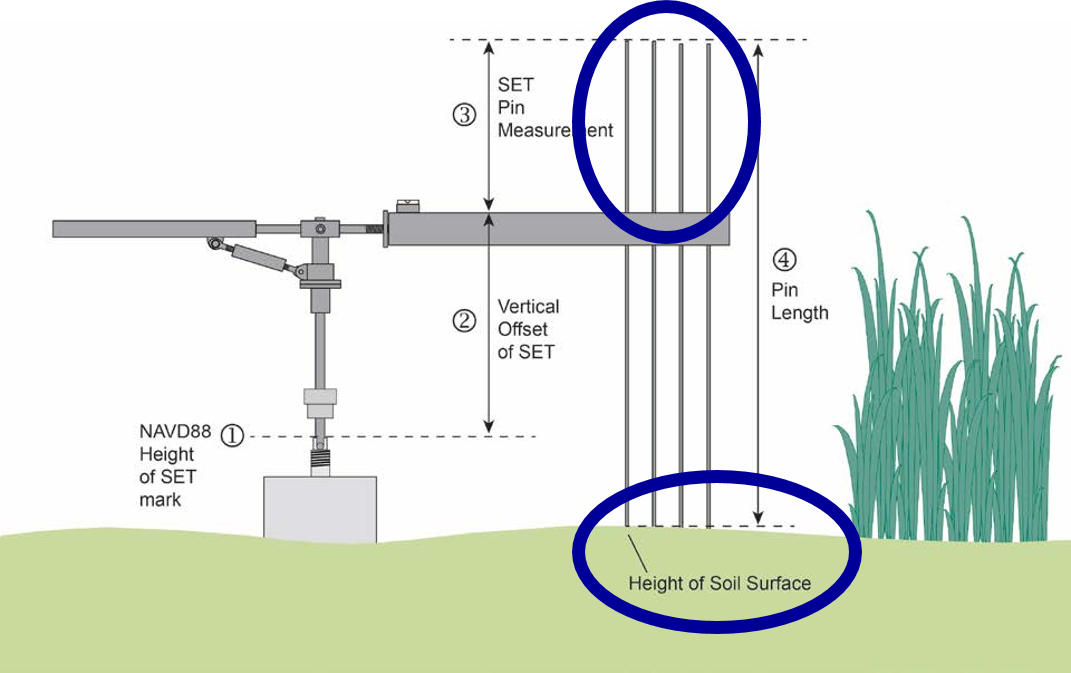 ③
SET
Pin
Measurement
④
Pin
Length
②
Vertical
Offset
of SET
NAVD88 ①
Height
of SET
mark
Height of Soil Surface